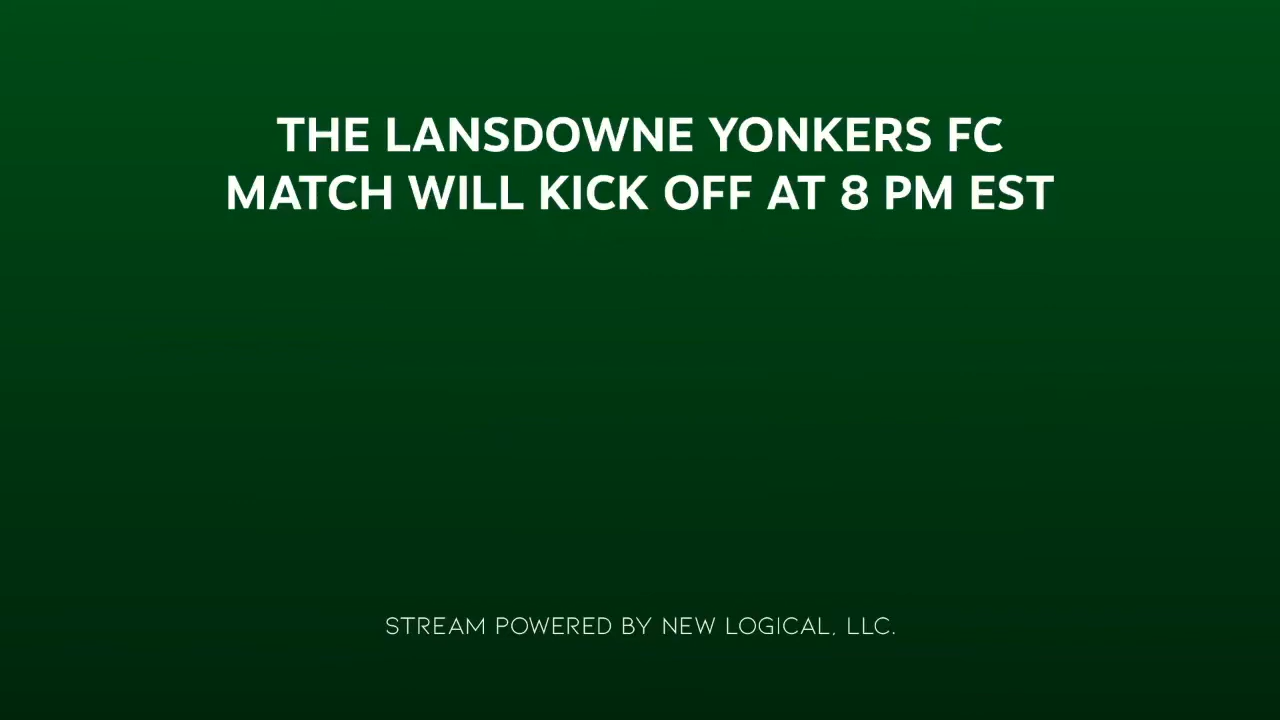 THE LANSDOWNE YONKERS FC
MATCH WILL KICK OFF AT 8 PM EST
STREAM POWERED BY NEW LOGICAL, LLC.